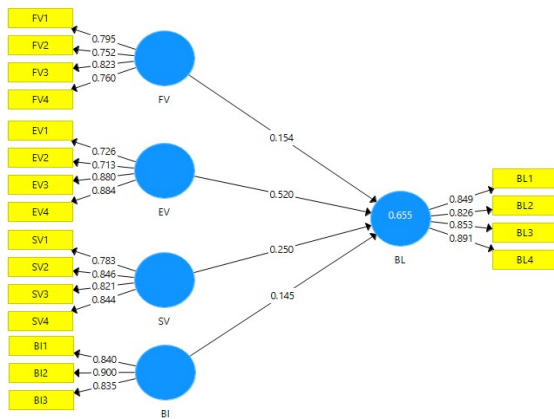 FV1
FV2
FV3
FV4
0.795
0.752
0.823
0.760
FV
EV1
EV2
EV3
EV4
0.726
0.713
0.880
0.884
EV
SV1
SV2
SV3
SV4
0.783
0.846
0.821
0.844
SV
BI1
BI2
BI3
0.840
0.900
0.835
BI
0.154
0.520
0.250
0.145
0.655
BL
0.849
0.826
0.853
0.891
BL1
BL2
BL3
BL4